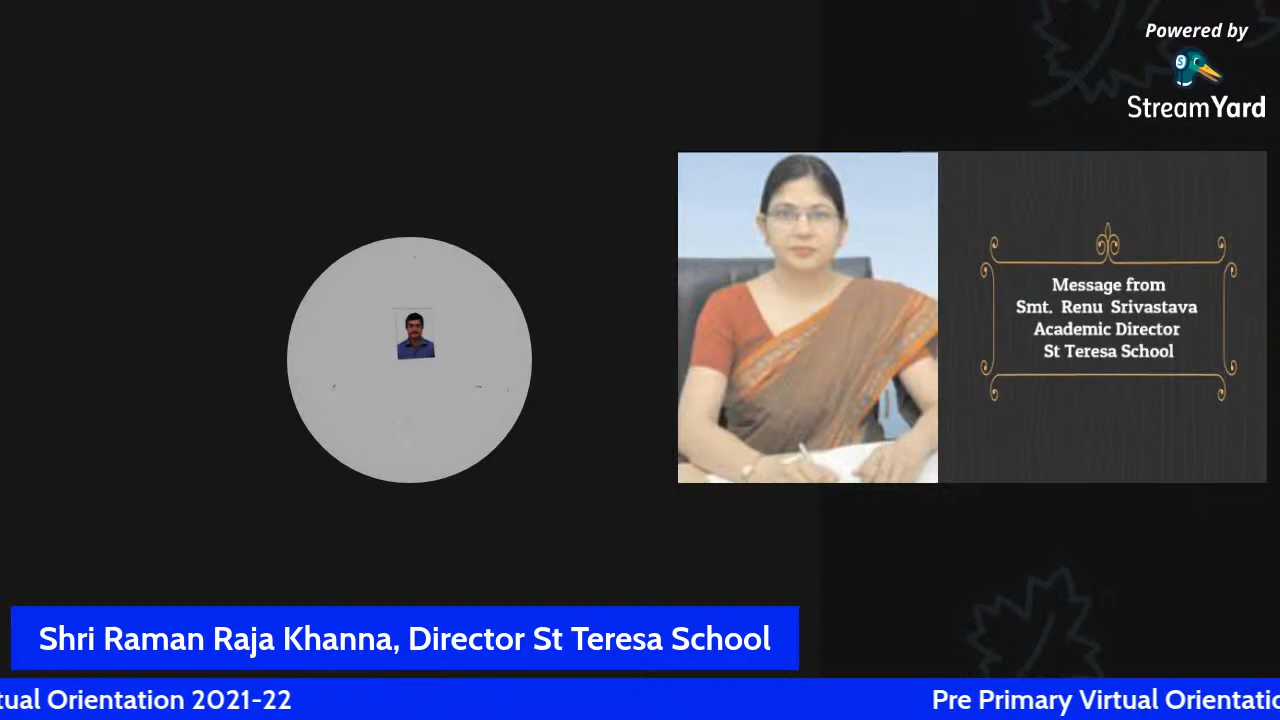 Powered by
StreamYard
Message from
Smt. Renu Srivastava
Academic Director
St Teresa School
Shri Raman Raja Khanna, Director St Teresa School
tual Orientation 2021-22
Pre Primary Virtual Orientatio